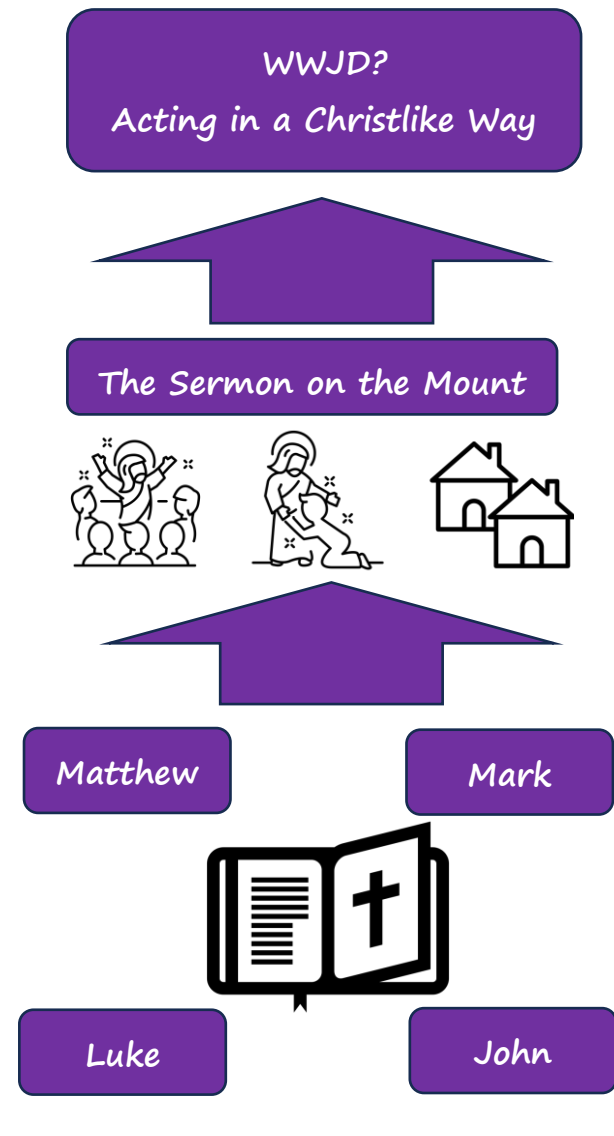 WWJD?
Acting in a Christlike Way
The Sermon on the Mount
Matthew
Mark
Luke
John